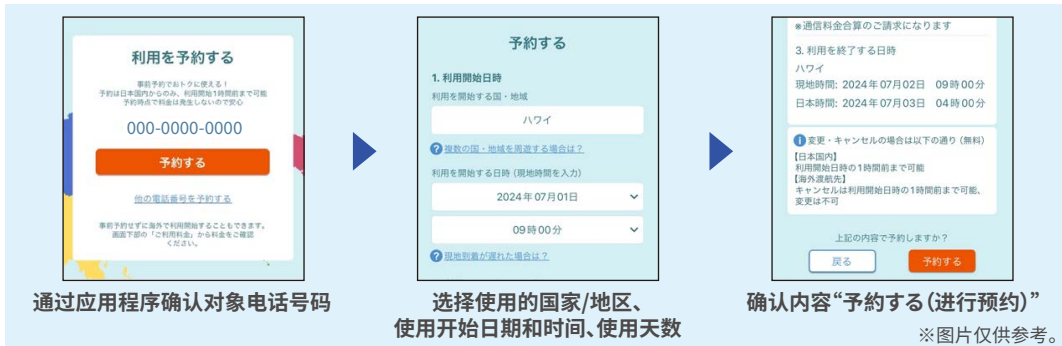 利用を予約する
事前予約でおトクに使える！
予約は日本国内からのみ、利用開始1時間前まで可能
予約時点で料金は発生しないので安心
000-0000-0000
予約する
他の電話番号を予約する
事前予約せずに海外で利用開始することもできます。
画面下部の「ご利用料金」から料金をご確認
ください。
通过应用程序确认对象电话号码
予約する
1. 利用開始日時
利用を開始する国・地域
ハワイ
?複数の国・地域を周遊する場合は？
利用を開始する日時 (現地時間を入力)
2024年07月01日
09時00分
?現地到着が遅れた場合は？
选择使用的国家/地区、
使用开始日期和时间、使用天数
※通信料金合算のご請求になります
3. 利用を終了する日時
ハワイ
現地時間: 2024年07月02日 09時00分
日本時間: 2024年07月03日 04時00分
変更・キャンセルの場合は以下の通り (無料)
【日本国内】
利用開始日時の1時間前まで可能
【海外渡航先】
キャンセルは利用開始日時の1時間前まで可能、
変更は不可
上記の内容で予約しますか？
戻る 予約する
确认内容“予約する(进行预约)”
※图片仅供参考。